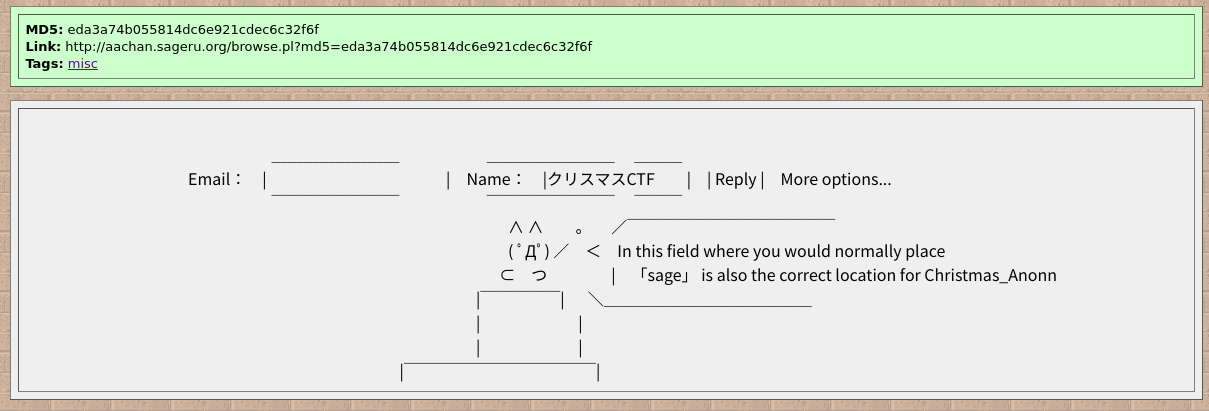 MD5: eda3a74b055814dc6e921cdec6c32f6f
Link: http://aachan.sageru.org/browse.pl?md5=eda3a74b055814dc6e921cdec6c32f6f
Tags: misc
Email： | | Name： |クリスマスCTF | | Reply | More options...
∧ ∧ 。 ／
( ﾟДﾟ) ／ ＜ In this field where you would normally place
⊂ つ | 「sage」 is also the correct location for Christmas_Anonn